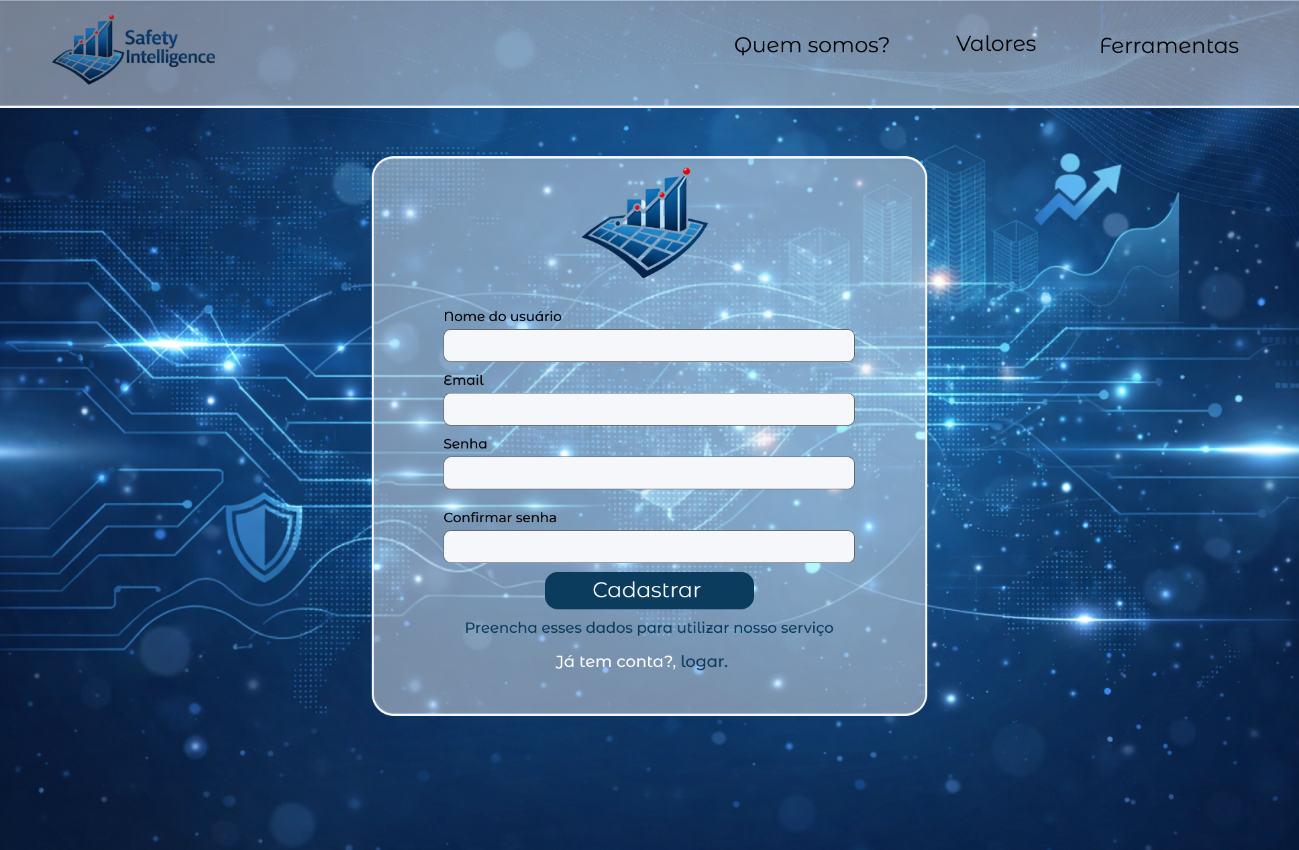 Safety
Intelligence
Quem somos?
Valores
Ferramentas
Nome do usuário
Email
Senha
Confirmar senha
Cadastrar
Preencha esses dados para utilizar nosso serviço
Já tem conta?, logar.